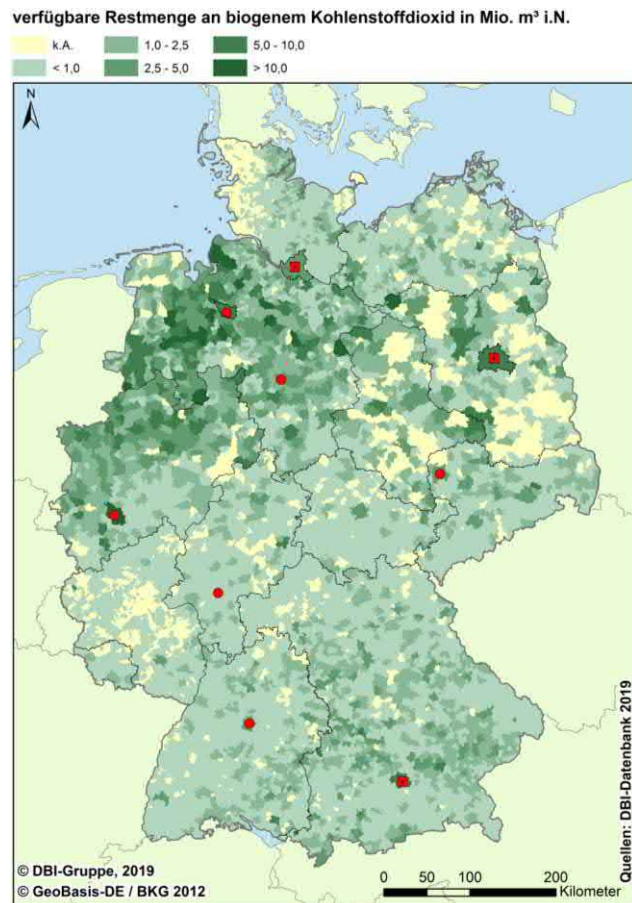 verfügbare Restmenge an biogenem Kohlenstoffdioxid in Mio. m³ i.N.
k.A.
1,0 - 2,5
5,0 - 10,0
< 1,0
2,5 - 5,0
> 10,0
N
Quellen: DBI-Datenbank 2019
© DBI-Gruppe, 2019
© GeoBasis-DE / BKG 2012
0 50 100 200
Kilometer